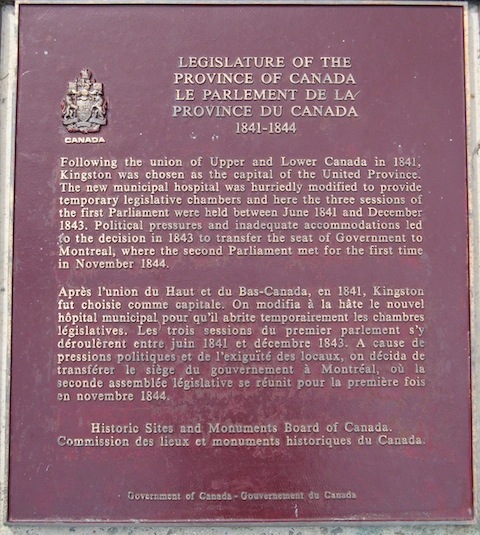 LEGISLATURE OF THE
PROVINCE OF CANADA
LE PARLEMENT DE LA
PROVINCE DU CANADA
1841-1844
CANADA
Following the union of Upper and Lower Canada in 1841,
Kingston was chosen as the capital of the United Province.
The new municipal hospital was hurriedly modified to provide
temporary legislative chambers and here the three sessions of
the first Parliament were held between June 1841 and December
1843. Political pressures and inadequate accommodations led
to the decision in 1843 to transfer the seat of Government to
Montreal, where the second Parliament met for the first time
in November 1844.
Après l'union du Haut et du Bas-Canada, en 1841, Kingston
fut choisie comme capitale. On modifia à la hâte le nouvel
hôpital municipal pour qu'il abrite temporairement les chambres
législatives. Les trois sessions du premier parlement s'y
déroulèrent entre juin 1841 et décembre 1843. A cause de
pressions politiques et de l'exiguïté des locaux, on décida de
transférer le siège du gouvernement à Montréal, où la
seconde assemblée législative se réunit pour la première fois
en novembre 1844.
Historic Sites and Monuments Board of Canada.
Commission des lieux et monuments historiques du Canada.
Government of Canada - Gouvernement du Canada